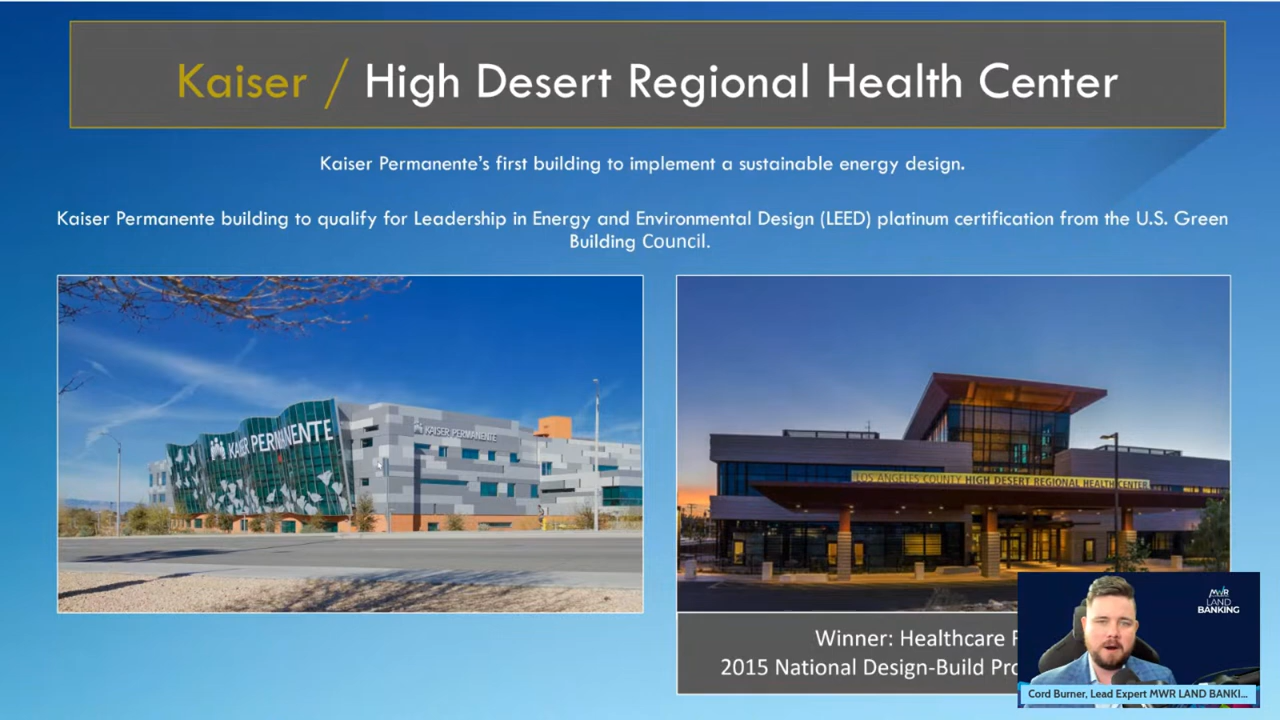 Kaiser / High Desert Regional Health Center
Kaiser Permanente's first building to implement a sustainable energy design.
Kaiser Permanente building to qualify for Leadership in Energy and Environmental Design (LEED) platinum certification from the U.S. Green
Building Council.
KAISER PERMANENTE
KAISER PERMANENTE
LOS ANGELES COUNTY HIGH DESERT REGIONAL HEALTH CENTER
Winner: Healthcare
2015 National Design-Build
MWR
LAND
BANKING
Cord Burner, Lead Expert MWR LAND BANKI...